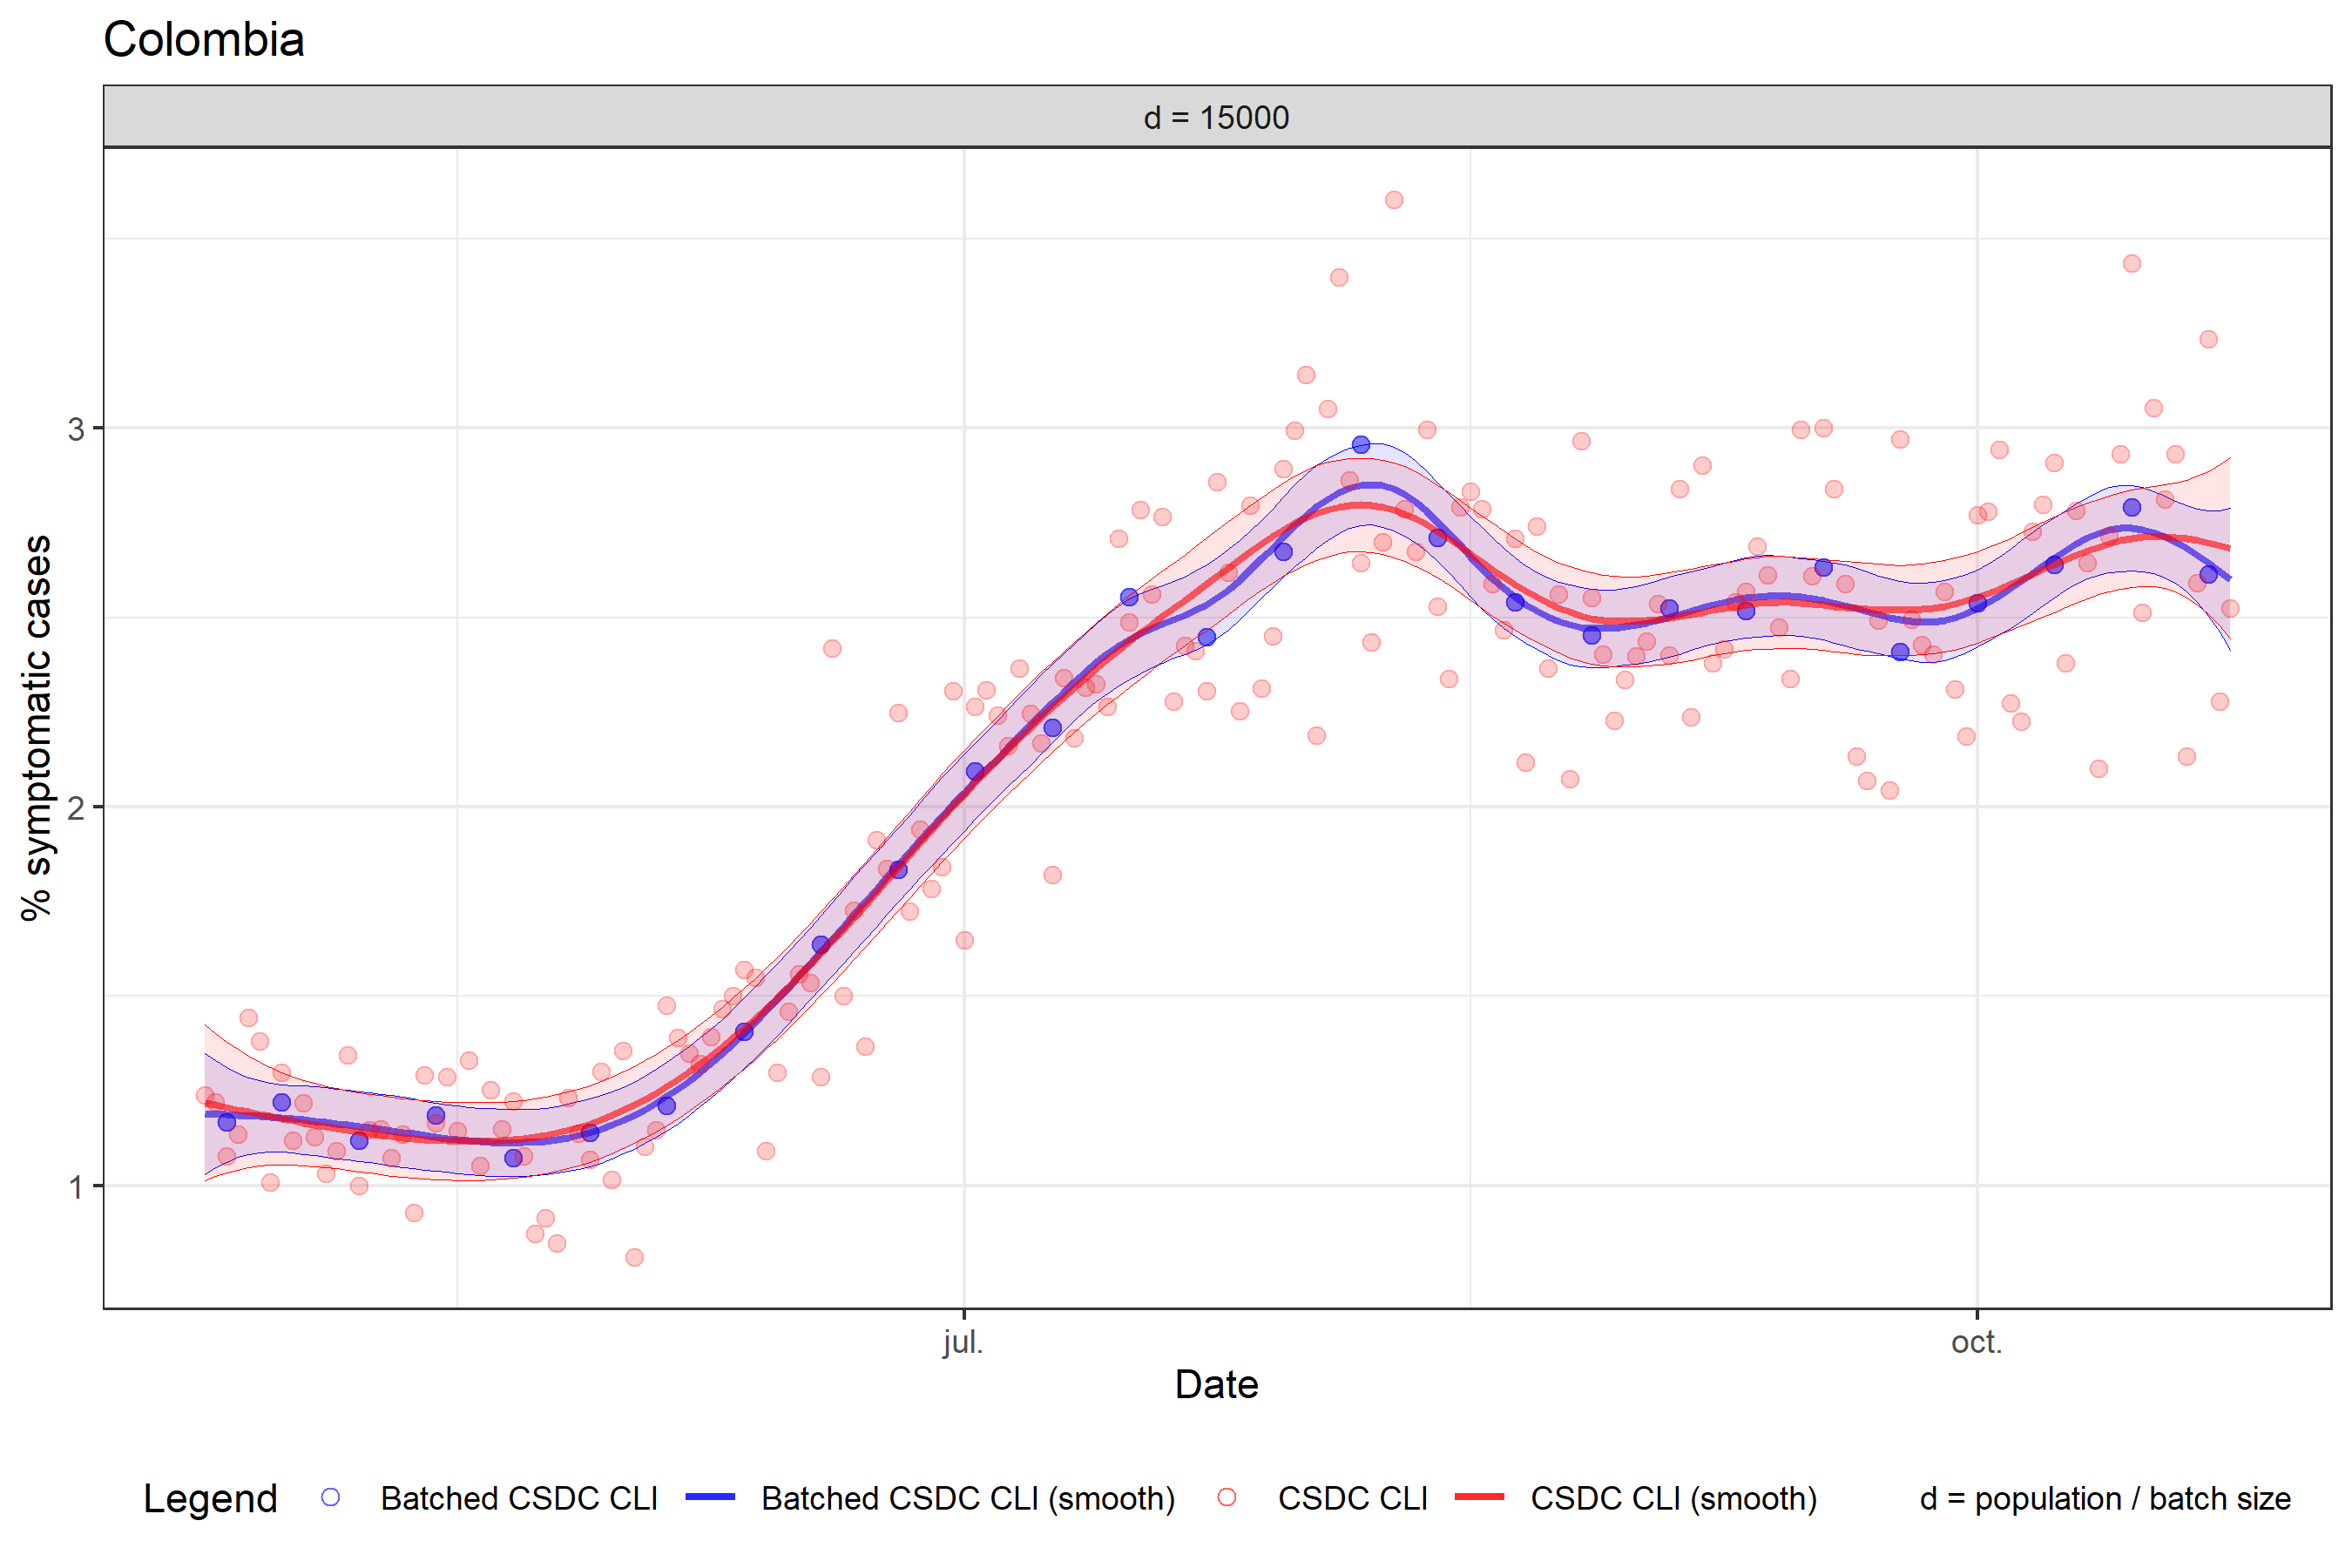 Colombia
d = 15000
% symptomatic cases
3
2
1
jul.
oct.
Date
Legend
Batched CSDC CLI
Batched CSDC CLI (smooth)
CSDC CLI
CSDC CLI (smooth)
d = population / batch size